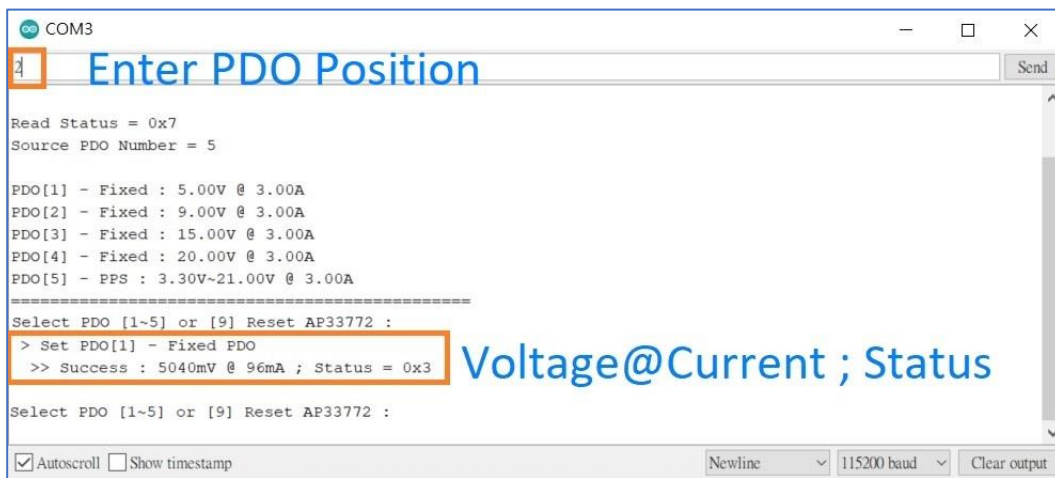 COM3
2
Enter PDO Position
Send
Read Status = 0x7
Source PDO Number = 5
PDO[1] - Fixed : 5.00V @ 3.00A
PDO[2] - Fixed : 9.00V @ 3.00A
PDO[3] - Fixed : 15.00V @ 3.00A
PDO[4] - Fixed : 20.00V @ 3.00A
PDO[5] - PPS : 3.30V~21.00V @ 3.00A
===============================================
Select PDO [1~5] or [9] Reset AP33772 :
> Set PDO[1] - Fixed PDO
>> Success : 5040mV @ 96mA ; Status = 0x3
Voltage@Current ; Status
Select PDO [1~5] or [9] Reset AP33772 :
Autoscroll Show timestamp Newline 115200 baud Clear output